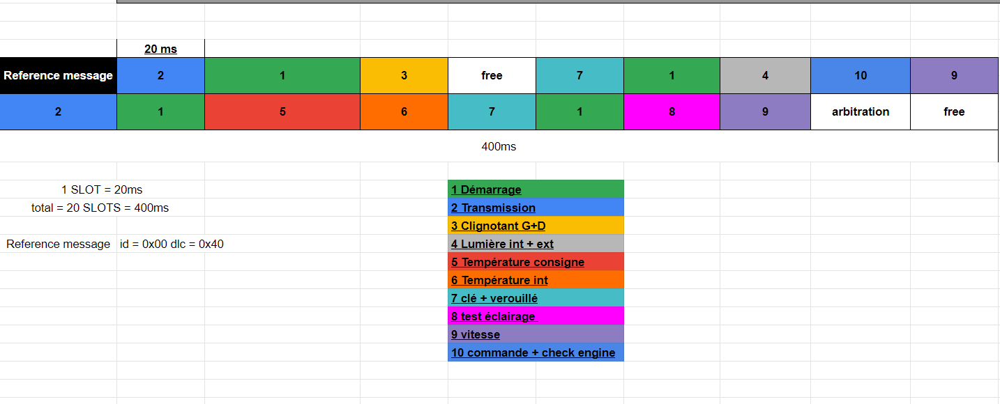 20 ms
Reference message 2 1 3 free 7 1 4 10 9
2 1 5 6 7 1 8 9 arbitration free
400ms
1 SLOT = 20ms
total = 20 SLOTS = 400ms
Reference message id = 0x00 dlc = 0x40
1 Démarrage
2 Transmission
3 Clignotant G+D
4 Lumière int + ext
5 Température consigne
6 Température int
7 clé + verouillé
8 test éclairage
9 vitesse
10 commande + check engine